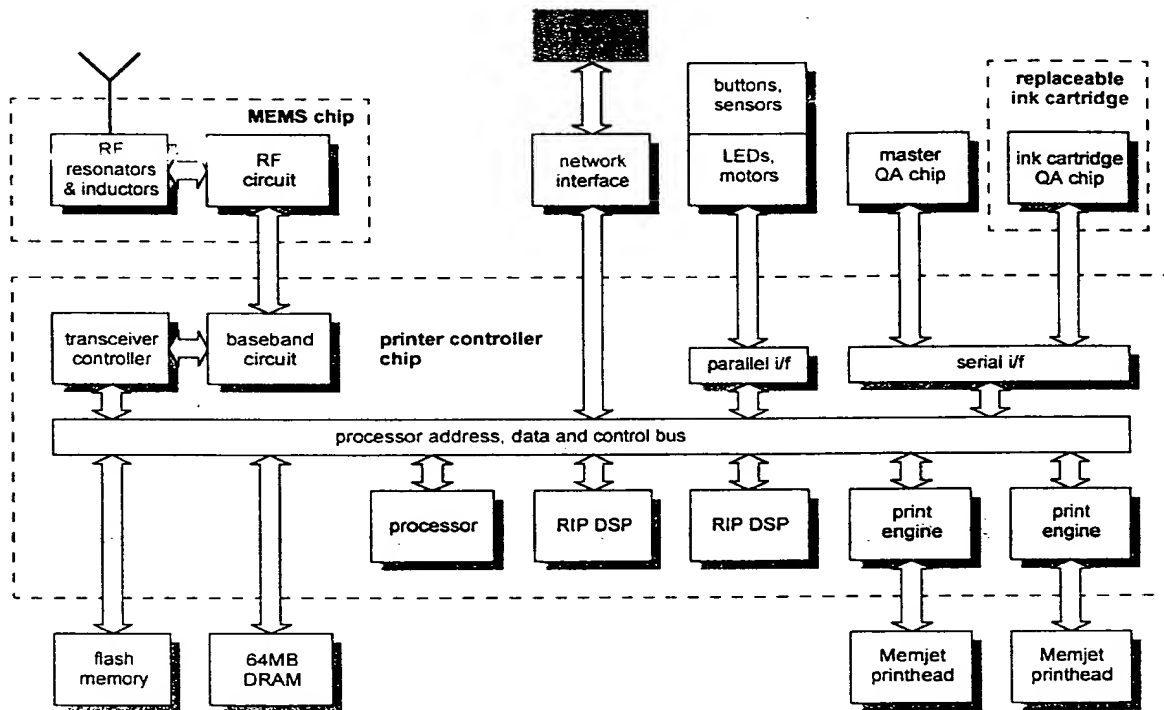 MEMS chip
RF
resonators
& inductors
RF
circuit
network
interface
buttons,
sensors
LEDs,
motors
master
QA chip
replaceable
ink cartridge
ink cartridge
QA chip
transceiver
controller
baseband
circuit
printer controller
chip
parallel i/f
serial i/f
processor address, data and control bus
processor
RIP DSP
RIP DSP
print
engine
print
engine
flash
memory
64MB
DRAM
Memjet
printhead
Memjet
printhead